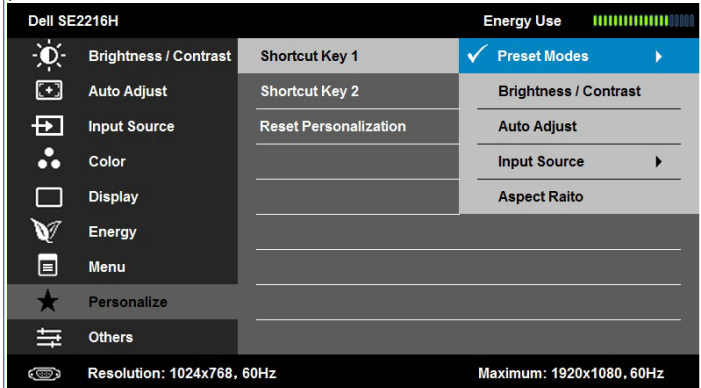 Dell SE2216H Energy Use
Brightness / Contrast Shortcut Key 1 Preset Modes
Auto Adjust Shortcut Key 2 Brightness / Contrast
Input Source Reset Personalization Auto Adjust
Color Input Source
Display Aspect Raito
Energy
Menu
Personalize
Others
Resolution: 1024x768, 60Hz Maximum: 1920x1080, 60Hz